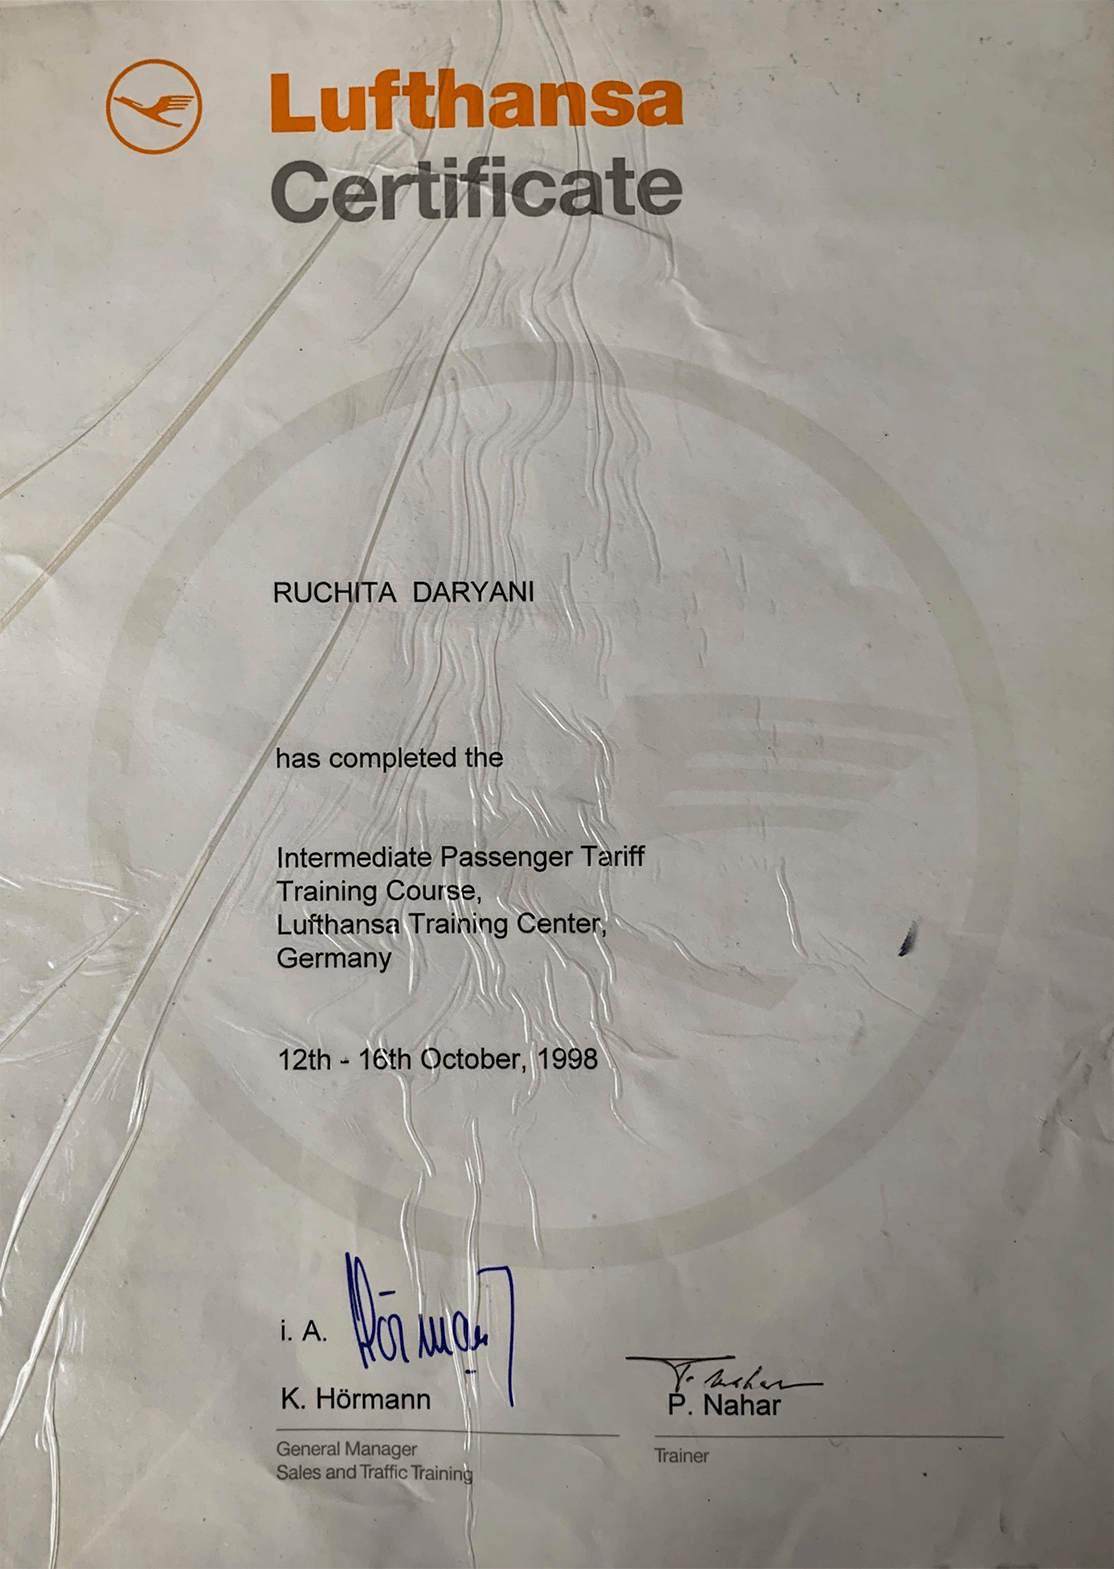 Lufthansa
Certificate
RUCHITA DARYANI
has completed the
Intermediate Passenger Tariff
Training Course,
Lufthansa Training Center,
Germany
12th - 16th October, 1998
i. A. Hörmann
K. Hörmann
General Manager
Sales and Traffic Training
P. Nahar
Trainer